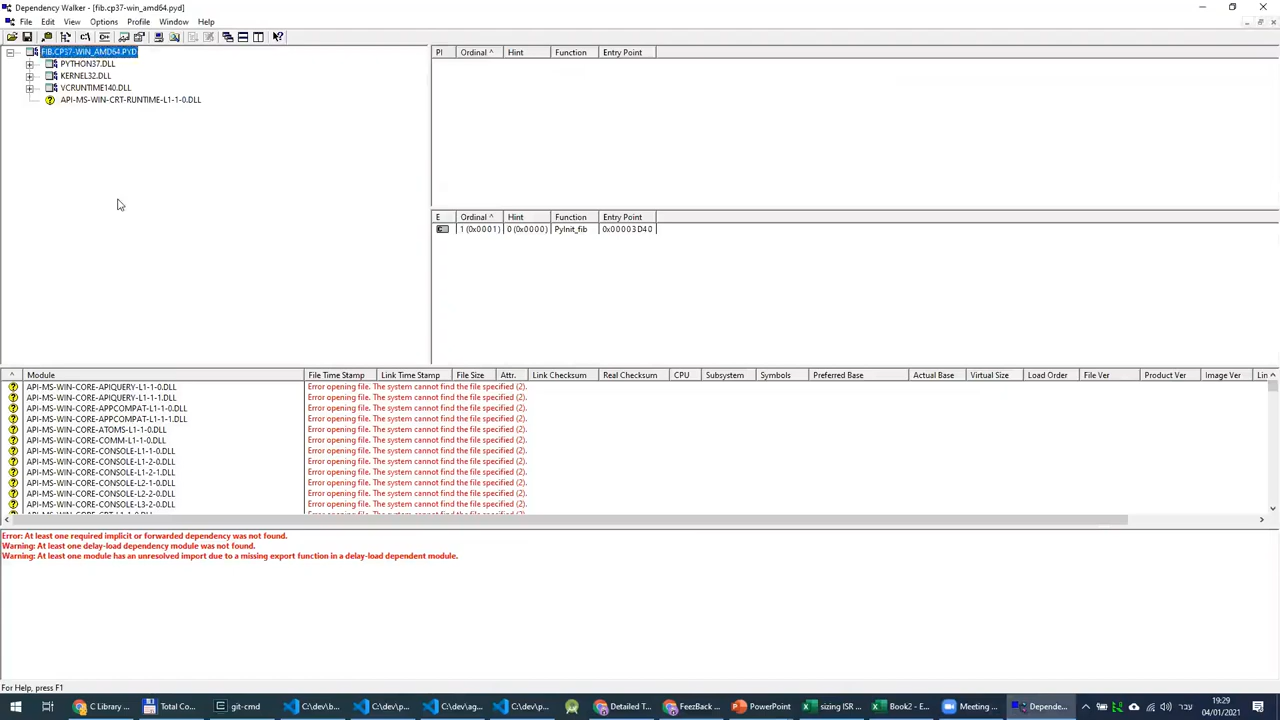 Dependency Walker - [fib.cp37-win_amd64.pyd]
File Edit View Options Profile Window Help
FIB.CP37-WIN_AMD64.PYD
PYTHON37.DLL
KERNEL32.DLL
VCRUNTIME140.DLL
API-MS-WIN-CRT-RUNTIME-L1-1-0.DLL
PI Ordinal ^ Hint Function Entry Point
E Ordinal ^ Hint Function Entry Point
C 1 (0x0001) 0 (0x0000) PyInit_fib 0x00003D40
^ Module File Time Stamp Link Time Stamp File Size Attr. Link Checksum Real Checksum CPU Subsystem Symbols Preferred Base Actual Base Virtual Size Load Order File Ver Product Ver Image Ver Lin
API-MS-WIN-CORE-APIQUERY-L1-1-0.DLL Error opening file. The system cannot find the file specified (2).
API-MS-WIN-CORE-APIQUERY-L1-1-1.DLL Error opening file. The system cannot find the file specified (2).
API-MS-WIN-CORE-APPCOMPAT-L1-1-0.DLL Error opening file. The system cannot find the file specified (2).
API-MS-WIN-CORE-APPCOMPAT-L1-1-1.DLL Error opening file. The system cannot find the file specified (2).
API-MS-WIN-CORE-ATOMS-L1-1-0.DLL Error opening file. The system cannot find the file specified (2).
API-MS-WIN-CORE-COMM-L1-1-0.DLL Error opening file. The system cannot find the file specified (2).
API-MS-WIN-CORE-CONSOLE-L1-1-0.DLL Error opening file. The system cannot find the file specified (2).
API-MS-WIN-CORE-CONSOLE-L1-2-0.DLL Error opening file. The system cannot find the file specified (2).
API-MS-WIN-CORE-CONSOLE-L1-2-1.DLL Error opening file. The system cannot find the file specified (2).
API-MS-WIN-CORE-CONSOLE-L2-1-0.DLL Error opening file. The system cannot find the file specified (2).
API-MS-WIN-CORE-CONSOLE-L2-2-0.DLL Error opening file. The system cannot find the file specified (2).
API-MS-WIN-CORE-CONSOLE-L3-2-0.DLL Error opening file. The system cannot find the file specified (2).
Error: At least one required implicit or forwarded dependency was not found.
Warning: At least one delay-load dependency module was not found.
Warning: At least one module has an unresolved import due to a missing export function in a delay-load dependent module.
For Help, press F1
C Library ... Total Co... git-cmd C:\dev\b... C:\dev\p... C:\dev\ag... C:\dev\p... Detailed T... FeezBack ... PowerPoint sizing ISR ... Book2 - E... Meeting ... Depende... עבר 19:29
04/01/2021